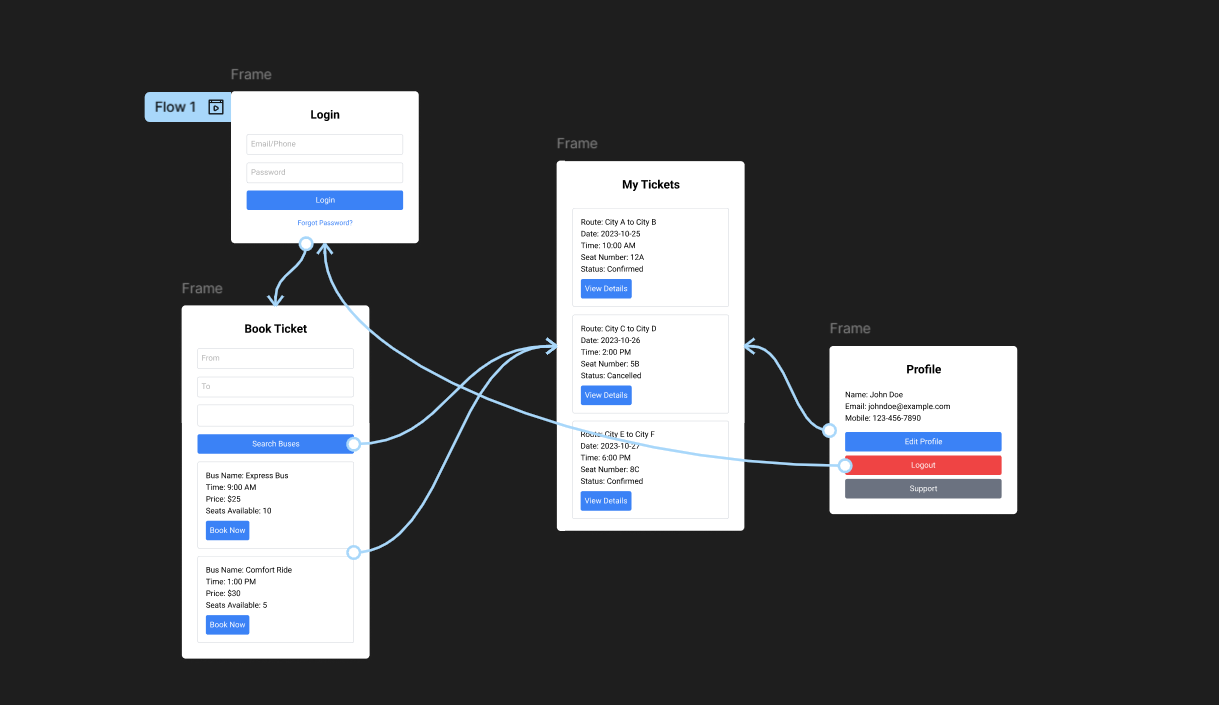 Frame
Flow 1
Login
Email/Phone
Password
Login
Forgot Password?
Frame
Book Ticket
From
To
Search Buses
Bus Name: Express Bus
Time: 9:00 AM
Price: $25
Seats Available: 10
Book Now
Bus Name: Comfort Ride
Time: 1:00 PM
Price: $30
Seats Available: 5
Book Now
Frame
My Tickets
Route: City A to City B
Date: 2023-10-25
Time: 10:00 AM
Seat Number: 12A
Status: Confirmed
View Details
Route: City C to City D
Date: 2023-10-26
Time: 2:00 PM
Seat Number: 5B
Status: Cancelled
View Details
Route: City E to City F
Date: 2023-10-27
Time: 6:00 PM
Seat Number: 8C
Status: Confirmed
View Details
Frame
Profile
Name: John Doe
Email: johndoe@example.com
Mobile: 123-456-7890
Edit Profile
Logout
Support